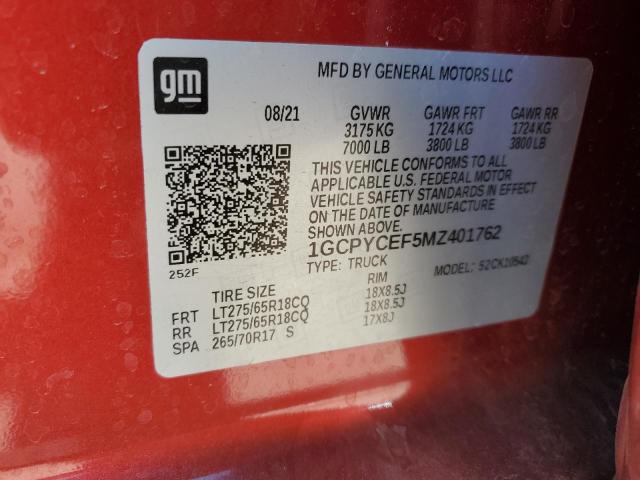 gm
MFD BY GENERAL MOTORS LLC
08/21 GVWR GAWR FRT GAWR RR
3175 KG 1724 KG 1724 KG
7000 LB 3800 LB 3800 LB
THIS VEHICLE CONFORMS TO ALL
APPLICABLE U.S. FEDERAL MOTOR
VEHICLE SAFETY STANDARDS IN EFFECT
ON THE DATE OF MANUFACTURE
SHOWN ABOVE.
1GCPYCEF5MZ401762
252F
TYPE: TRUCK MODEL: 52CK10543
TIRE SIZE RIM
FRT LT275/65R18CQ 18X8.5J
RR LT275/65R18CQ 18X8.5J
SPA 265/70R17 S 17X8J